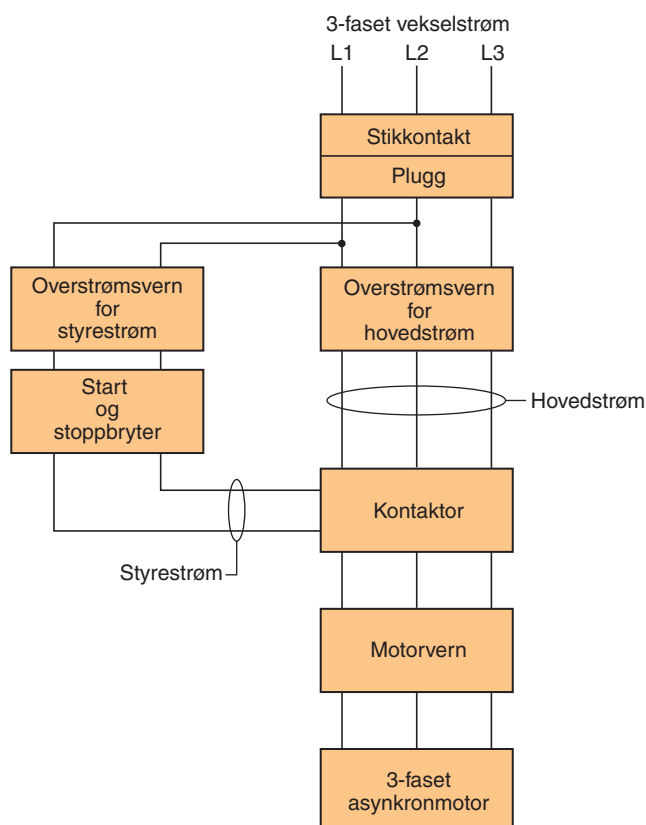 3-faset vekselstrøm
L1 L2 L3
Stikkontakt
Plugg
Overstrømsvern
for
styrestrøm
Overstrømsvern
for
hovedstrøm
Start
og
stoppbryter
Hovedstrøm
Kontaktor
Styrestrøm
Motorvern
3-faset
asynkronmotor